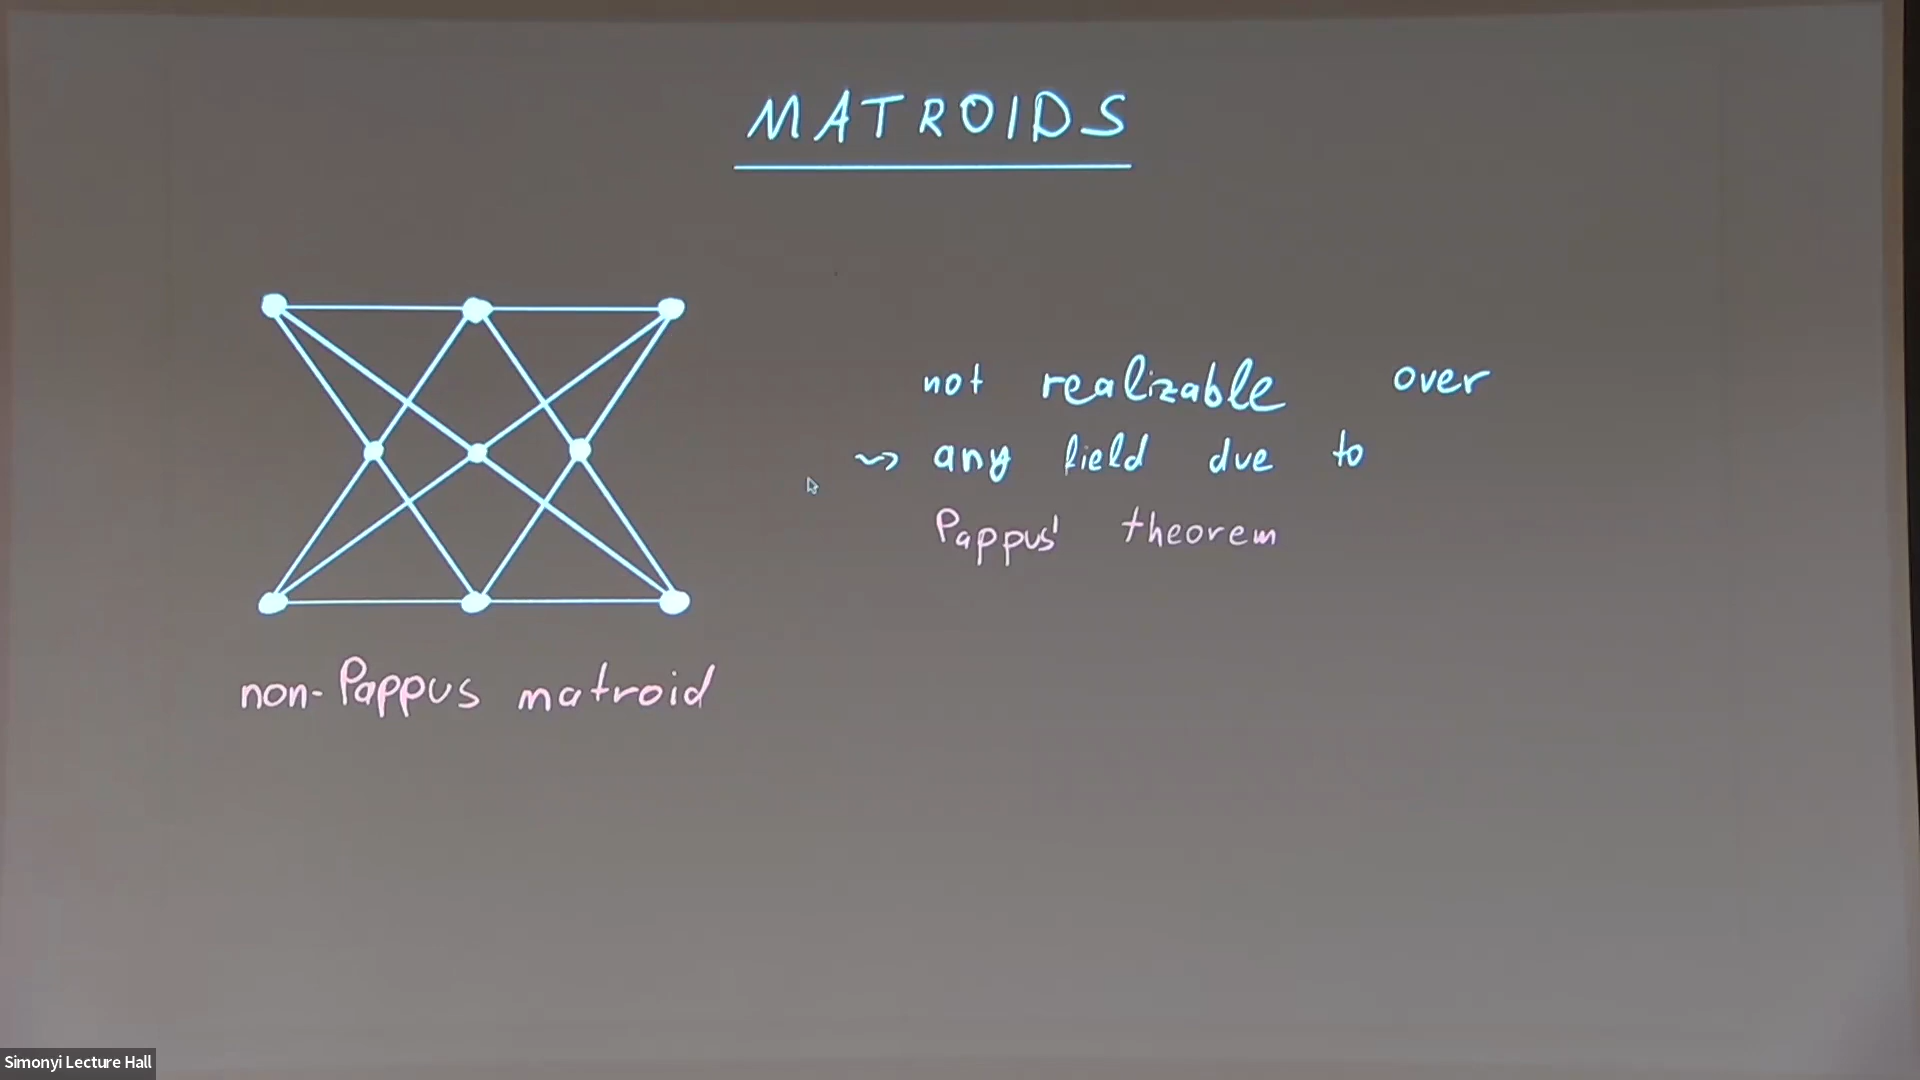 MATROIDS
not realizable over
⇝ any field due to
Pappus' theorem
non-Pappus matroid
Simonyi Lecture Hall